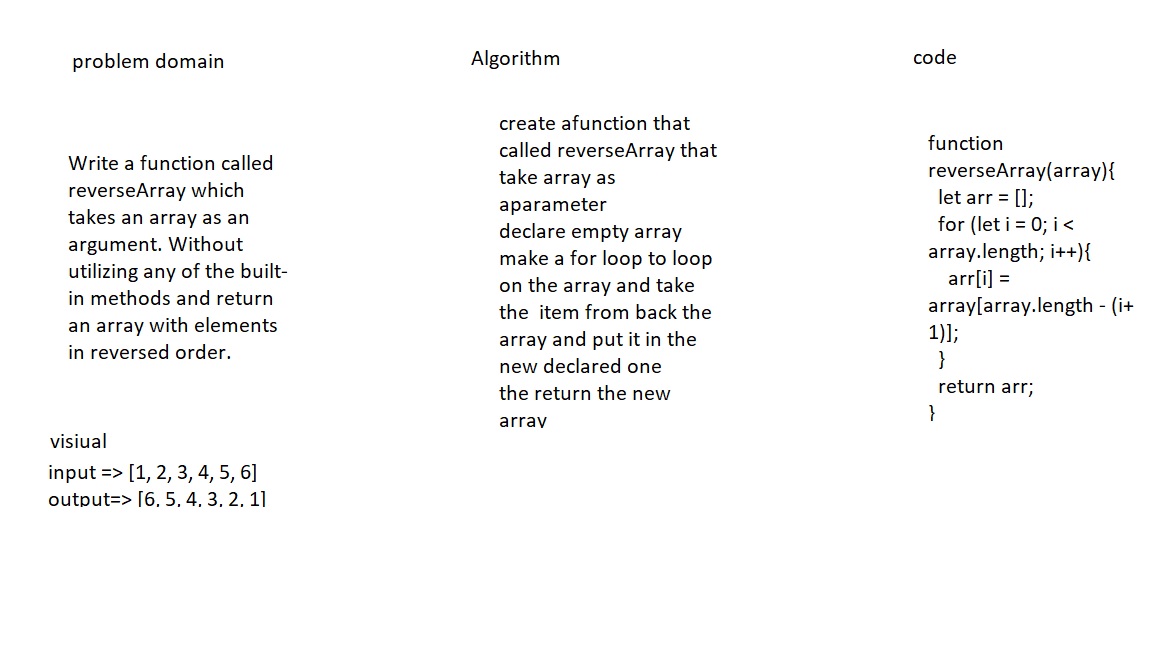 problem domain
Write a function called
reverseArray which
takes an array as an
argument. Without
utilizing any of the built-
in methods and return
an array with elements
in reversed order.
visiual
input => [1, 2, 3, 4, 5, 6]
output=> [6, 5, 4, 3, 2, 1]
Algorithm
create afunction that
called reverseArray that
take array as
aparameter
declare empty array
make a for loop to loop
on the array and take
the  item from back the
array and put it in the
new declared one
the return the new
array
code
function
reverseArray(array){
  let arr = [];
  for (let i = 0; i <
array.length; i++){
    arr[i] =
array[array.length - (i+
1)];
  }
  return arr;
}